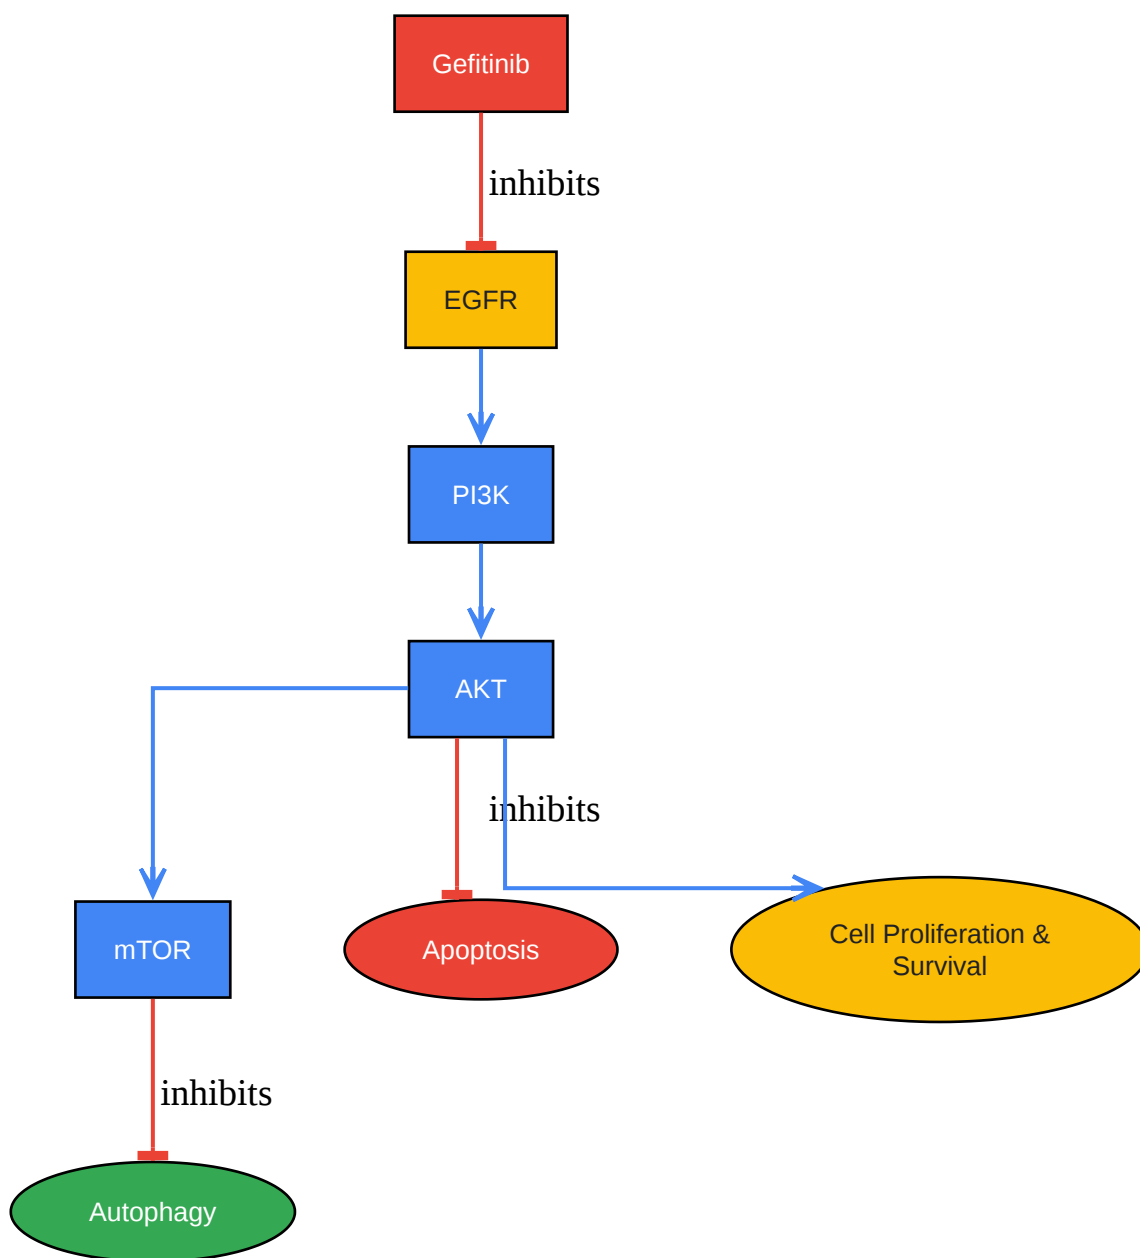 Gefitinib
inhibits
EGFR
PI3K
AKT
inhibits
mTOR
Apoptosis
Cell Proliferation &
Survival
inhibits
Autophagy